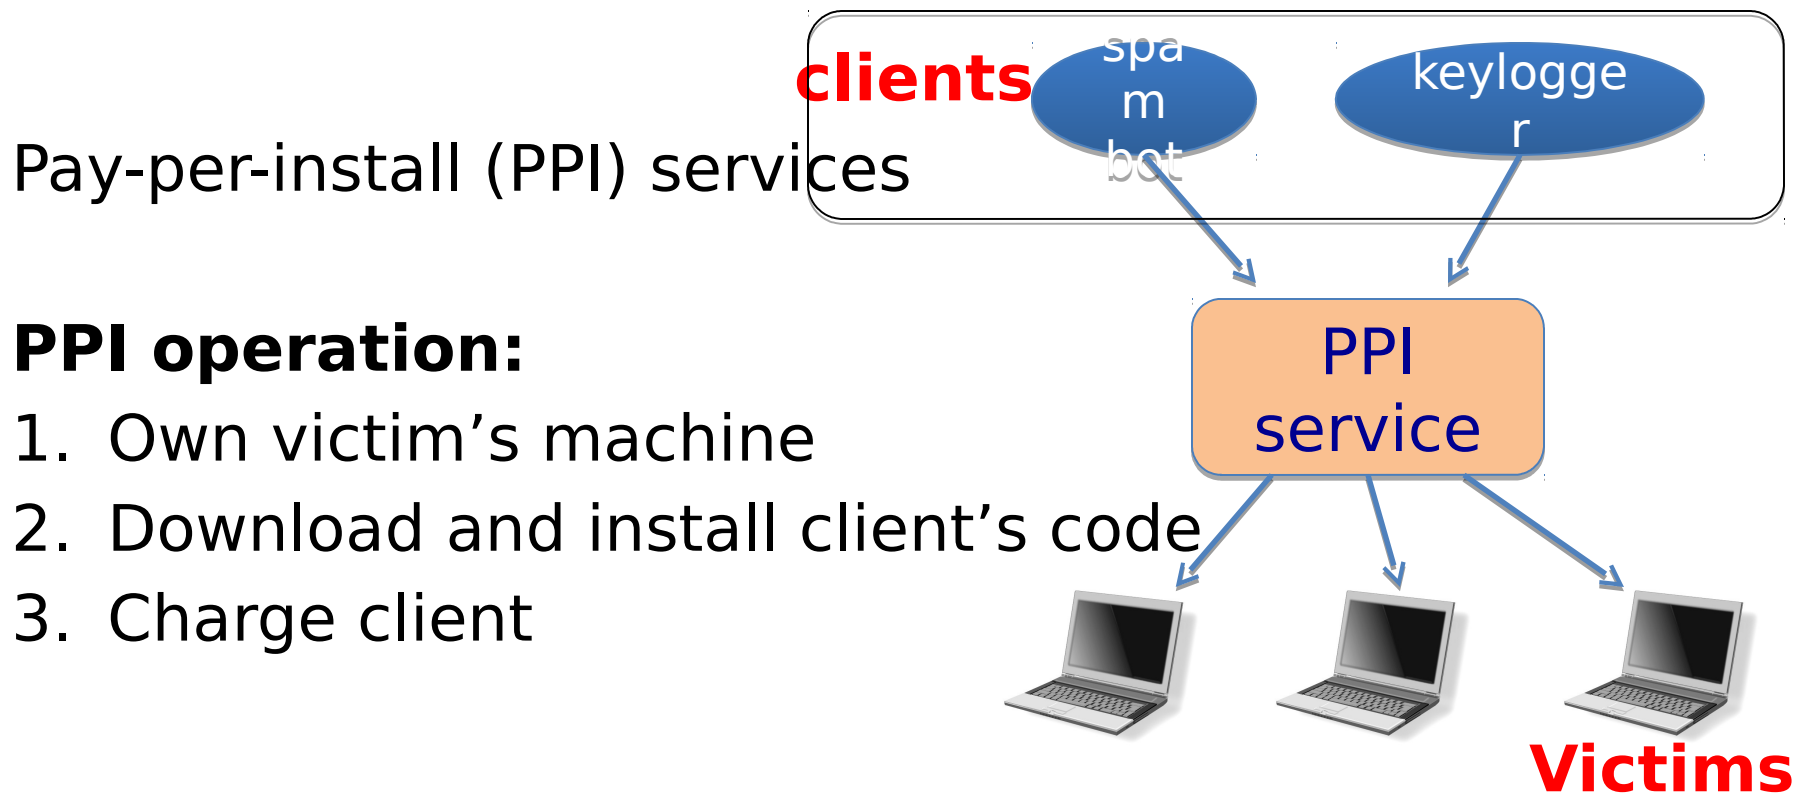 clients
spa
m
bot
keylogge
r
Pay-per-install (PPI) services
PPI operation:
1. Own victim’s machine
2. Download and install client’s code
3. Charge client
PPI
service
Victims